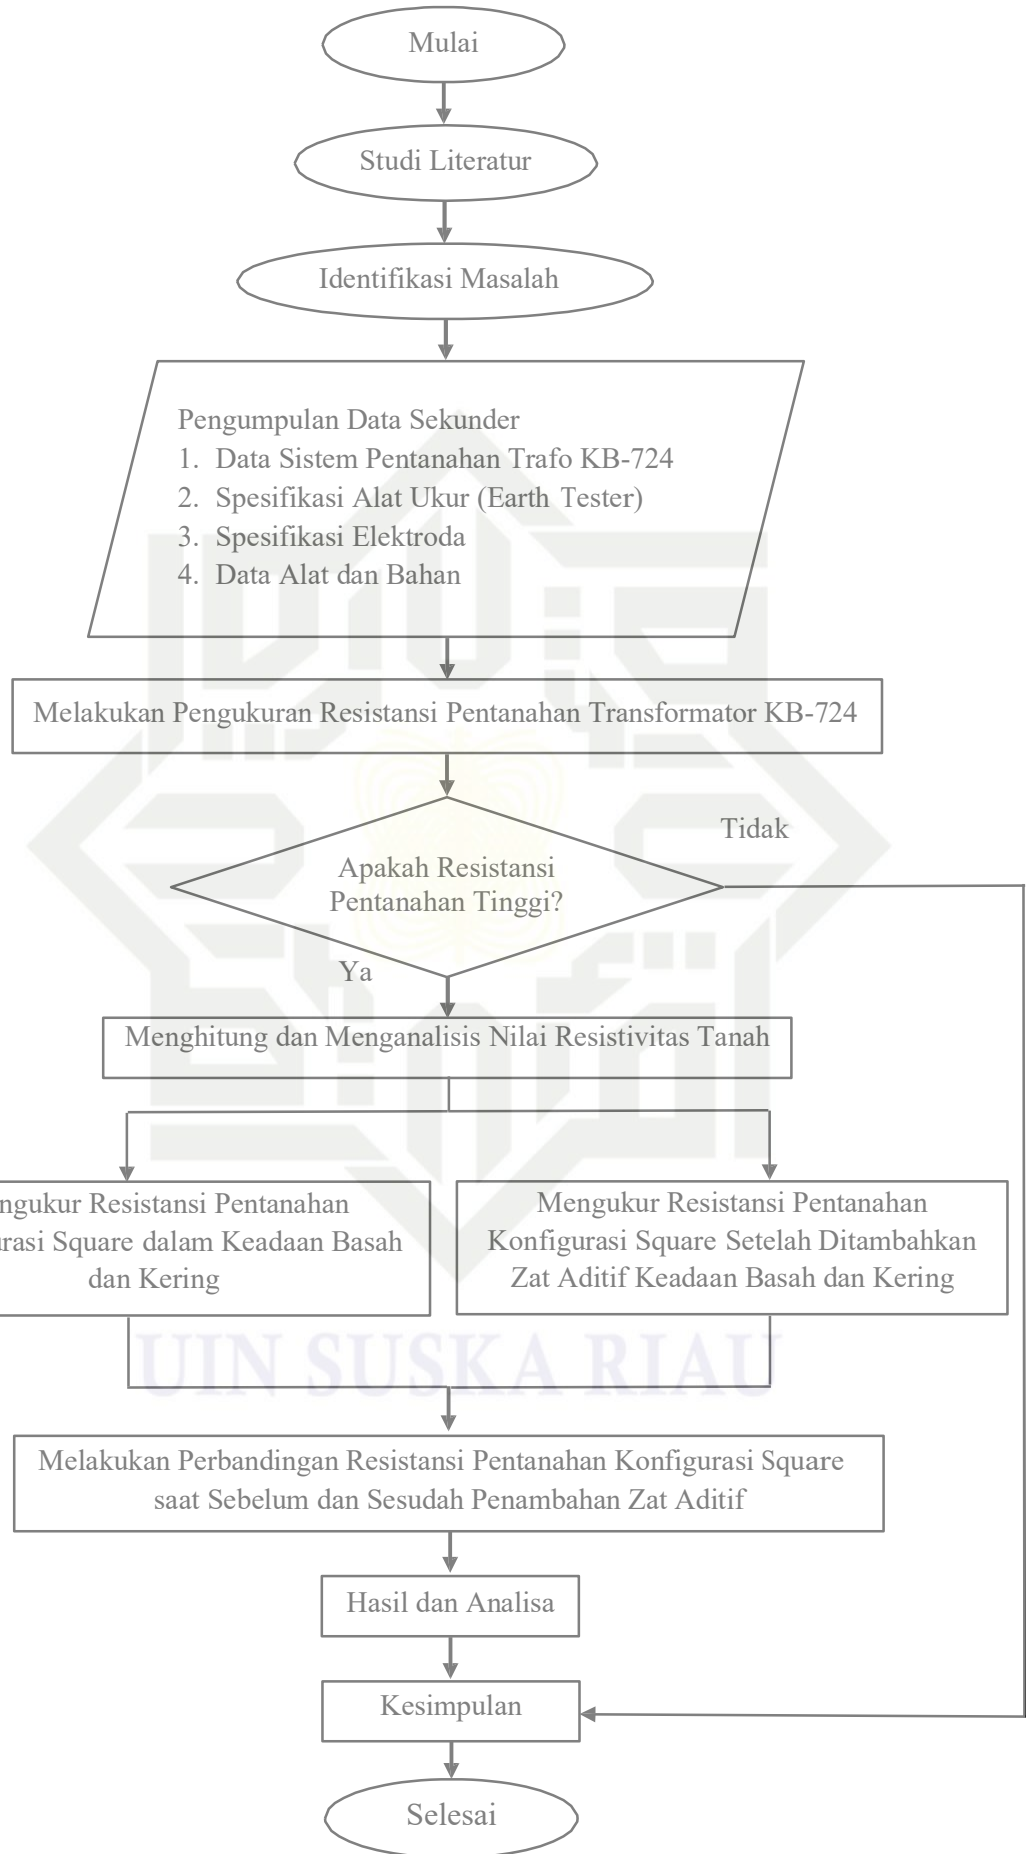 Mulai
Studi Literatur
Identifikasi Masalah
Pengumpulan Data Sekunder
1. Data Sistem Pentanahan Trafo KB-724
2. Spesifikasi Alat Ukur (Earth Tester)
3. Spesifikasi Elektroda
4. Data Alat dan Bahan
Melakukan Pengukuran Resistansi Pentanahan Transformator KB-724
Tidak
Apakah Resistansi
Pentanahan Tinggi?
Ya
Menghitung dan Menganalisis Nilai Resistivitas Tanah
ngukur Resistansi Pentanahan
urasi Square dalam Keadaan Basah
dan Kering
Mengukur Resistansi Pentanahan
Konfigurasi Square Setelah Ditambahkan
Zat Aditif Keadaan Basah dan Kering
UIN SUSKA RIAU
Melakukan Perbandingan Resistansi Pentanahan Konfigurasi Square
saat Sebelum dan Sesudah Penambahan Zat Aditif
Hasil dan Analisa
Kesimpulan
Selesai